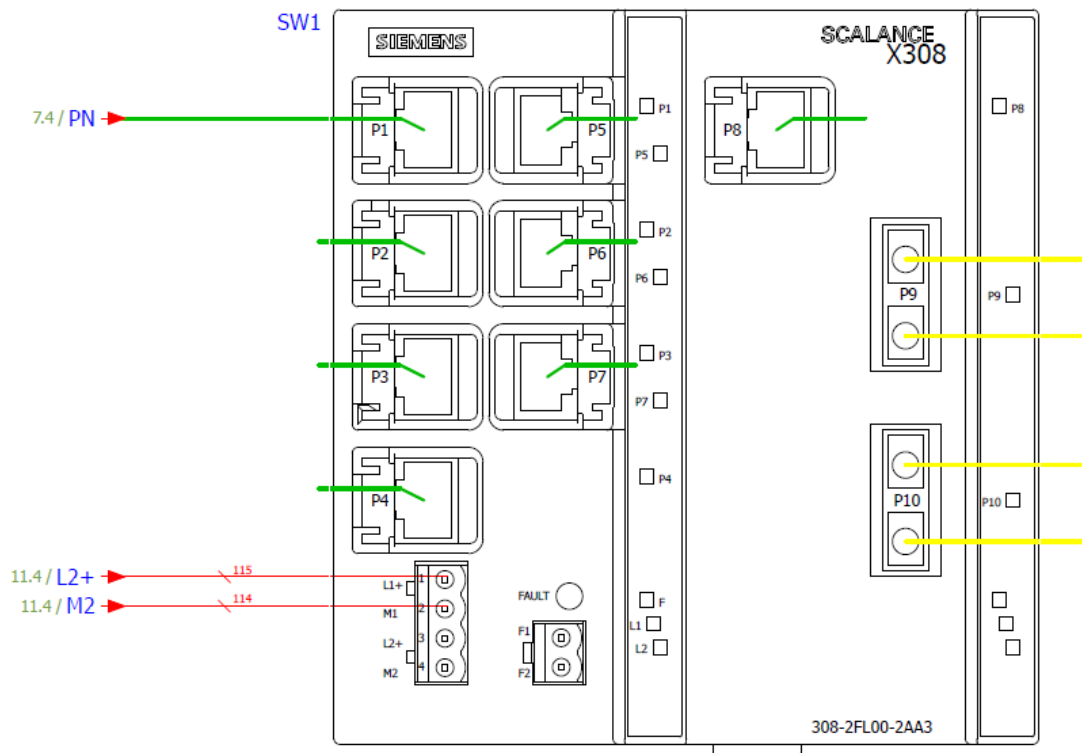 SW1
SIEMENS
SCALANCE
X308
7.4 / PN
P1
P5
P1
P5
P8
P8
P2
P6
P2
P6
P9
P9
P3
P7
P3
P7
P4
P4
P10
P10
11.4 / L2+
115
11.4 / M2
114
L1+
1
M1
2
L2+
3
M2
4
FAULT
F1
F2
F
L1
L2
308-2FL00-2AA3